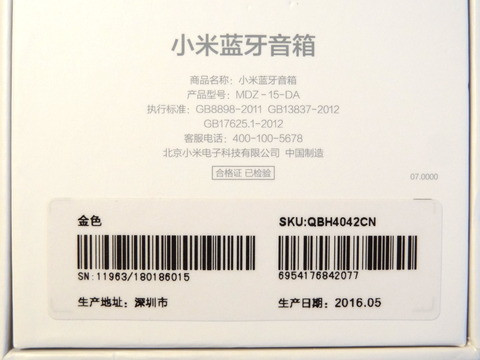 小米蓝牙音箱
商品名称：小米蓝牙音箱
产品型号：MDZ-15-DA
执行标准：GB8898-2011 GB13837-2012
GB17625.1-2012
客服电话：400-100-5678
北京小米电子科技有限公司 中国制造
合格证 已检验
07.0000
金色
SKU:QBH4042CN
SN:11963/180186015
6954176842077
生产地址：深圳市
生产日期：2016.05